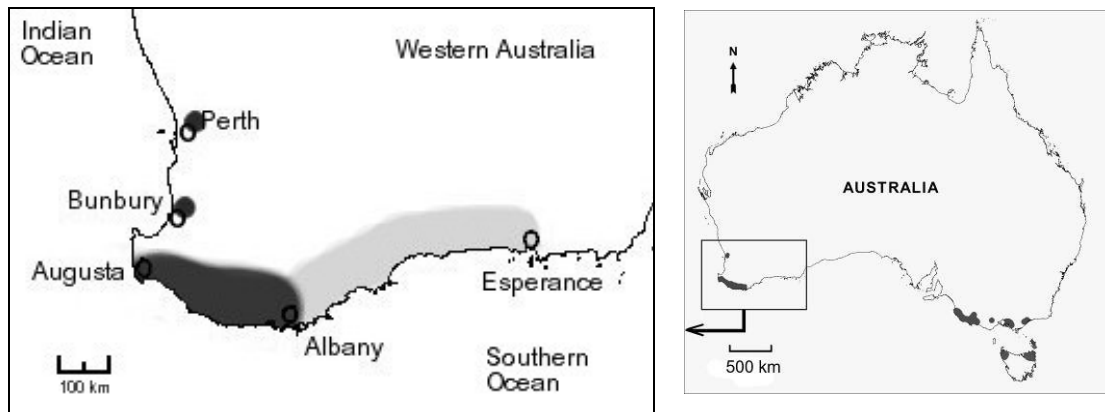 Indian
Ocean
Western Australia
Perth
Bunbury
Augusta
Esperance
Albany
Southern
Ocean
100 km
N
AUSTRALIA
500 km